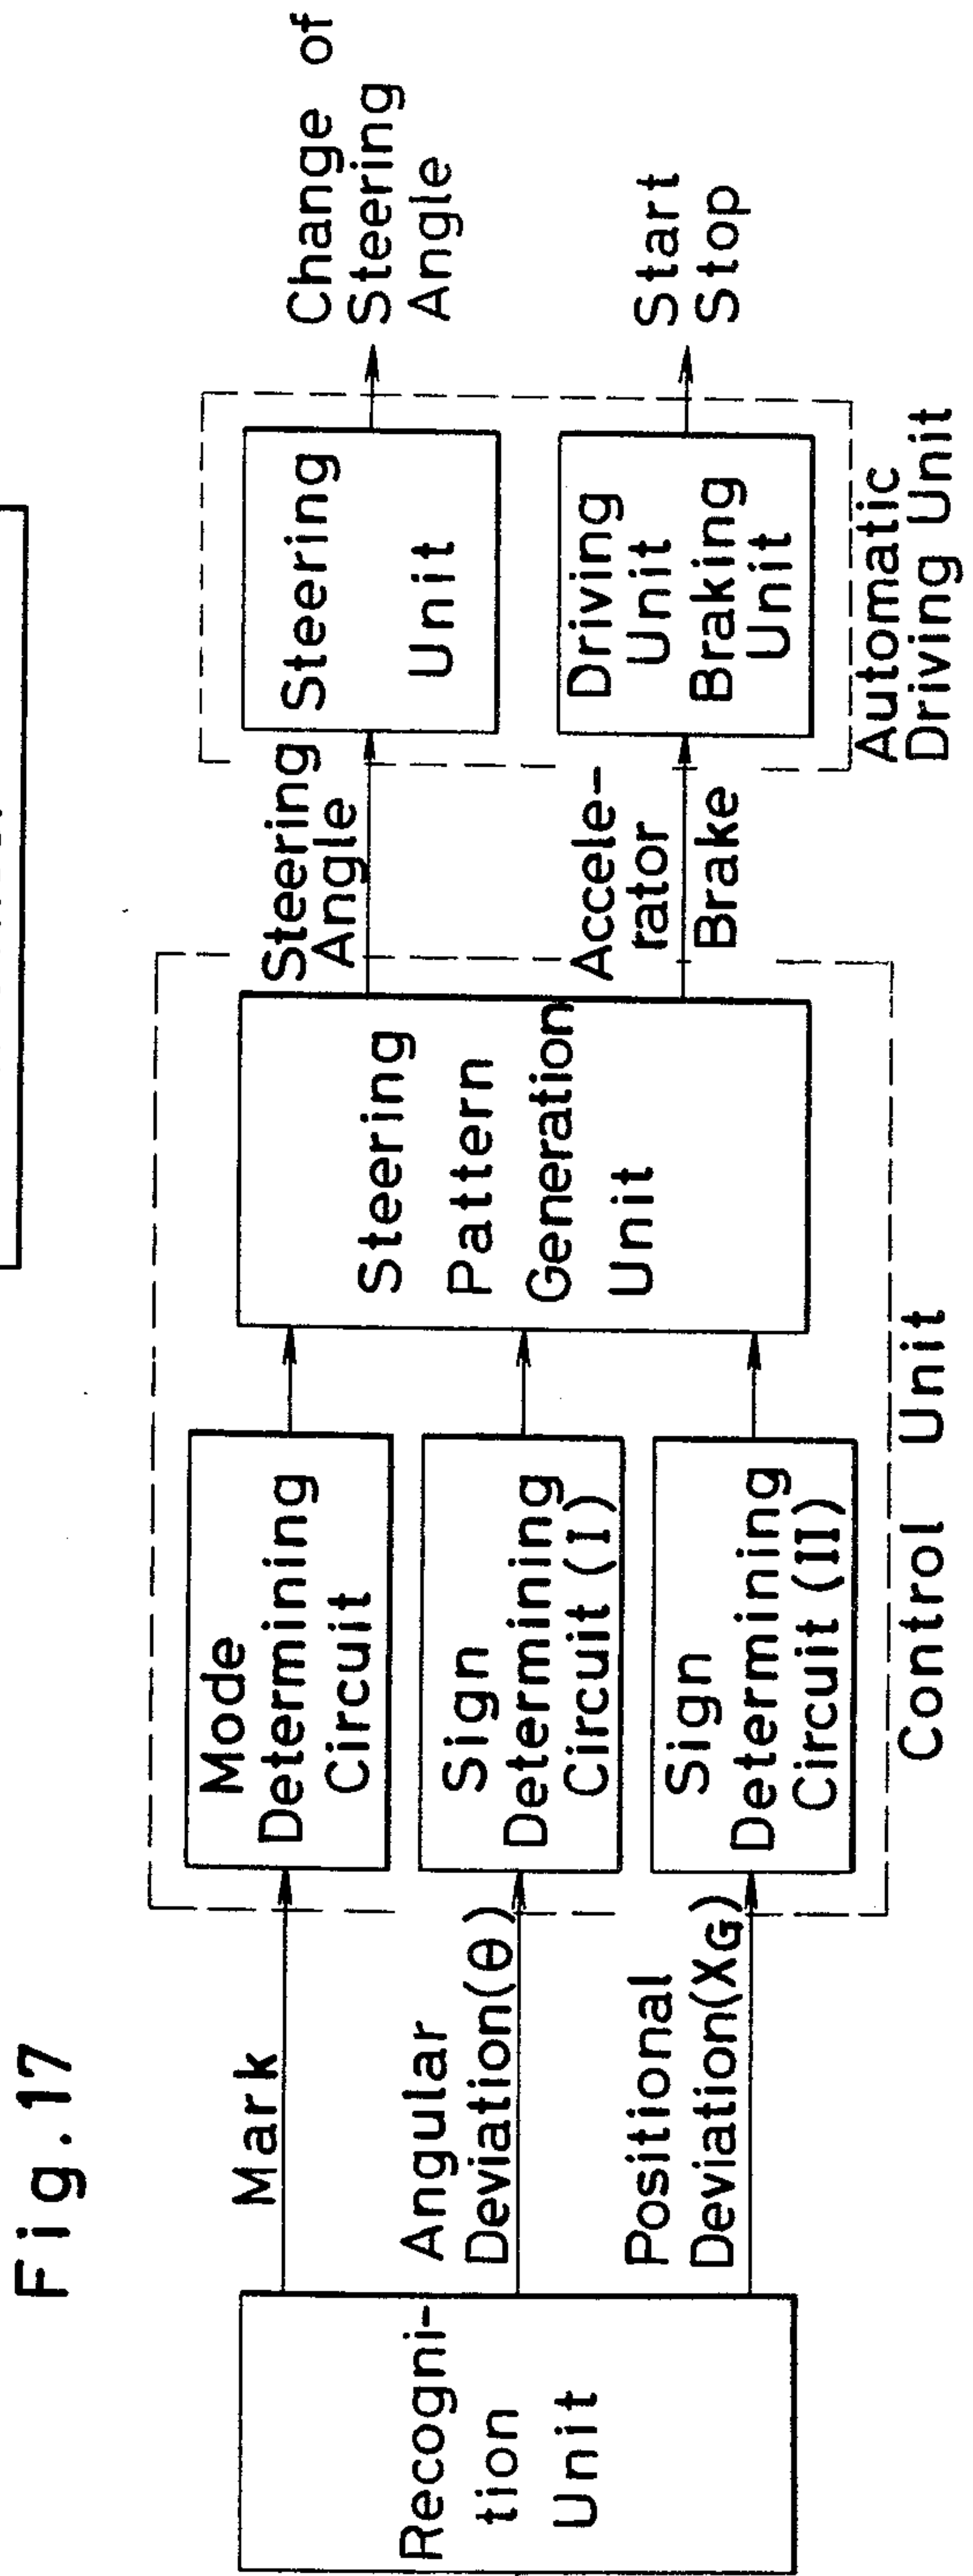 Fig.17
Recogni-
tion
Unit
Mark
Angular
Deviation(θ)
Positional
Deviation(XG)
Mode
Determining
Circuit
Sign
Determining
Circuit (I)
Sign
Determining
Circuit (II)
Control Unit
Steering
Pattern
Generation
Unit
Steering
Angle
Accele-
rator
Brake
Steering
Unit
Driving
Unit
Braking
Unit
Automatic
Driving Unit
Change of
Steering
Angle
Start
Stop